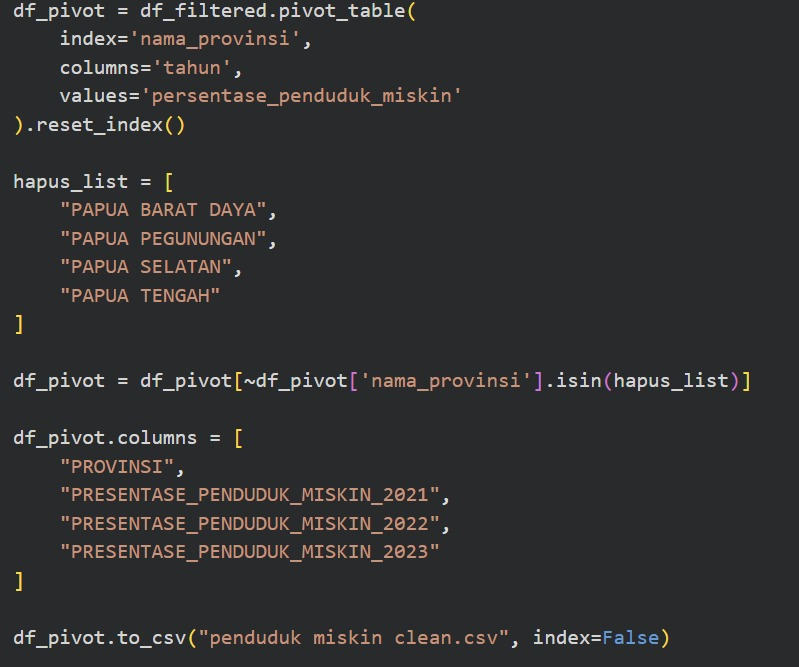 df_pivot = df_filtered.pivot_table(
    index='nama_provinsi',
    columns='tahun',
    values='persentase_penduduk_miskin'
).reset_index()

hapus_list = [
    "PAPUA BARAT DAYA",
    "PAPUA PEGUNUNGAN",
    "PAPUA SELATAN",
    "PAPUA TENGAH"
]

df_pivot = df_pivot[~df_pivot['nama_provinsi'].isin(hapus_list)]

df_pivot.columns = [
    "PROVINSI",
    "PRESENTASE_PENDUDUK_MISKIN_2021",
    "PRESENTASE_PENDUDUK_MISKIN_2022",
    "PRESENTASE_PENDUDUK_MISKIN_2023"
]

df_pivot.to_csv("penduduk miskin clean.csv", index=False)